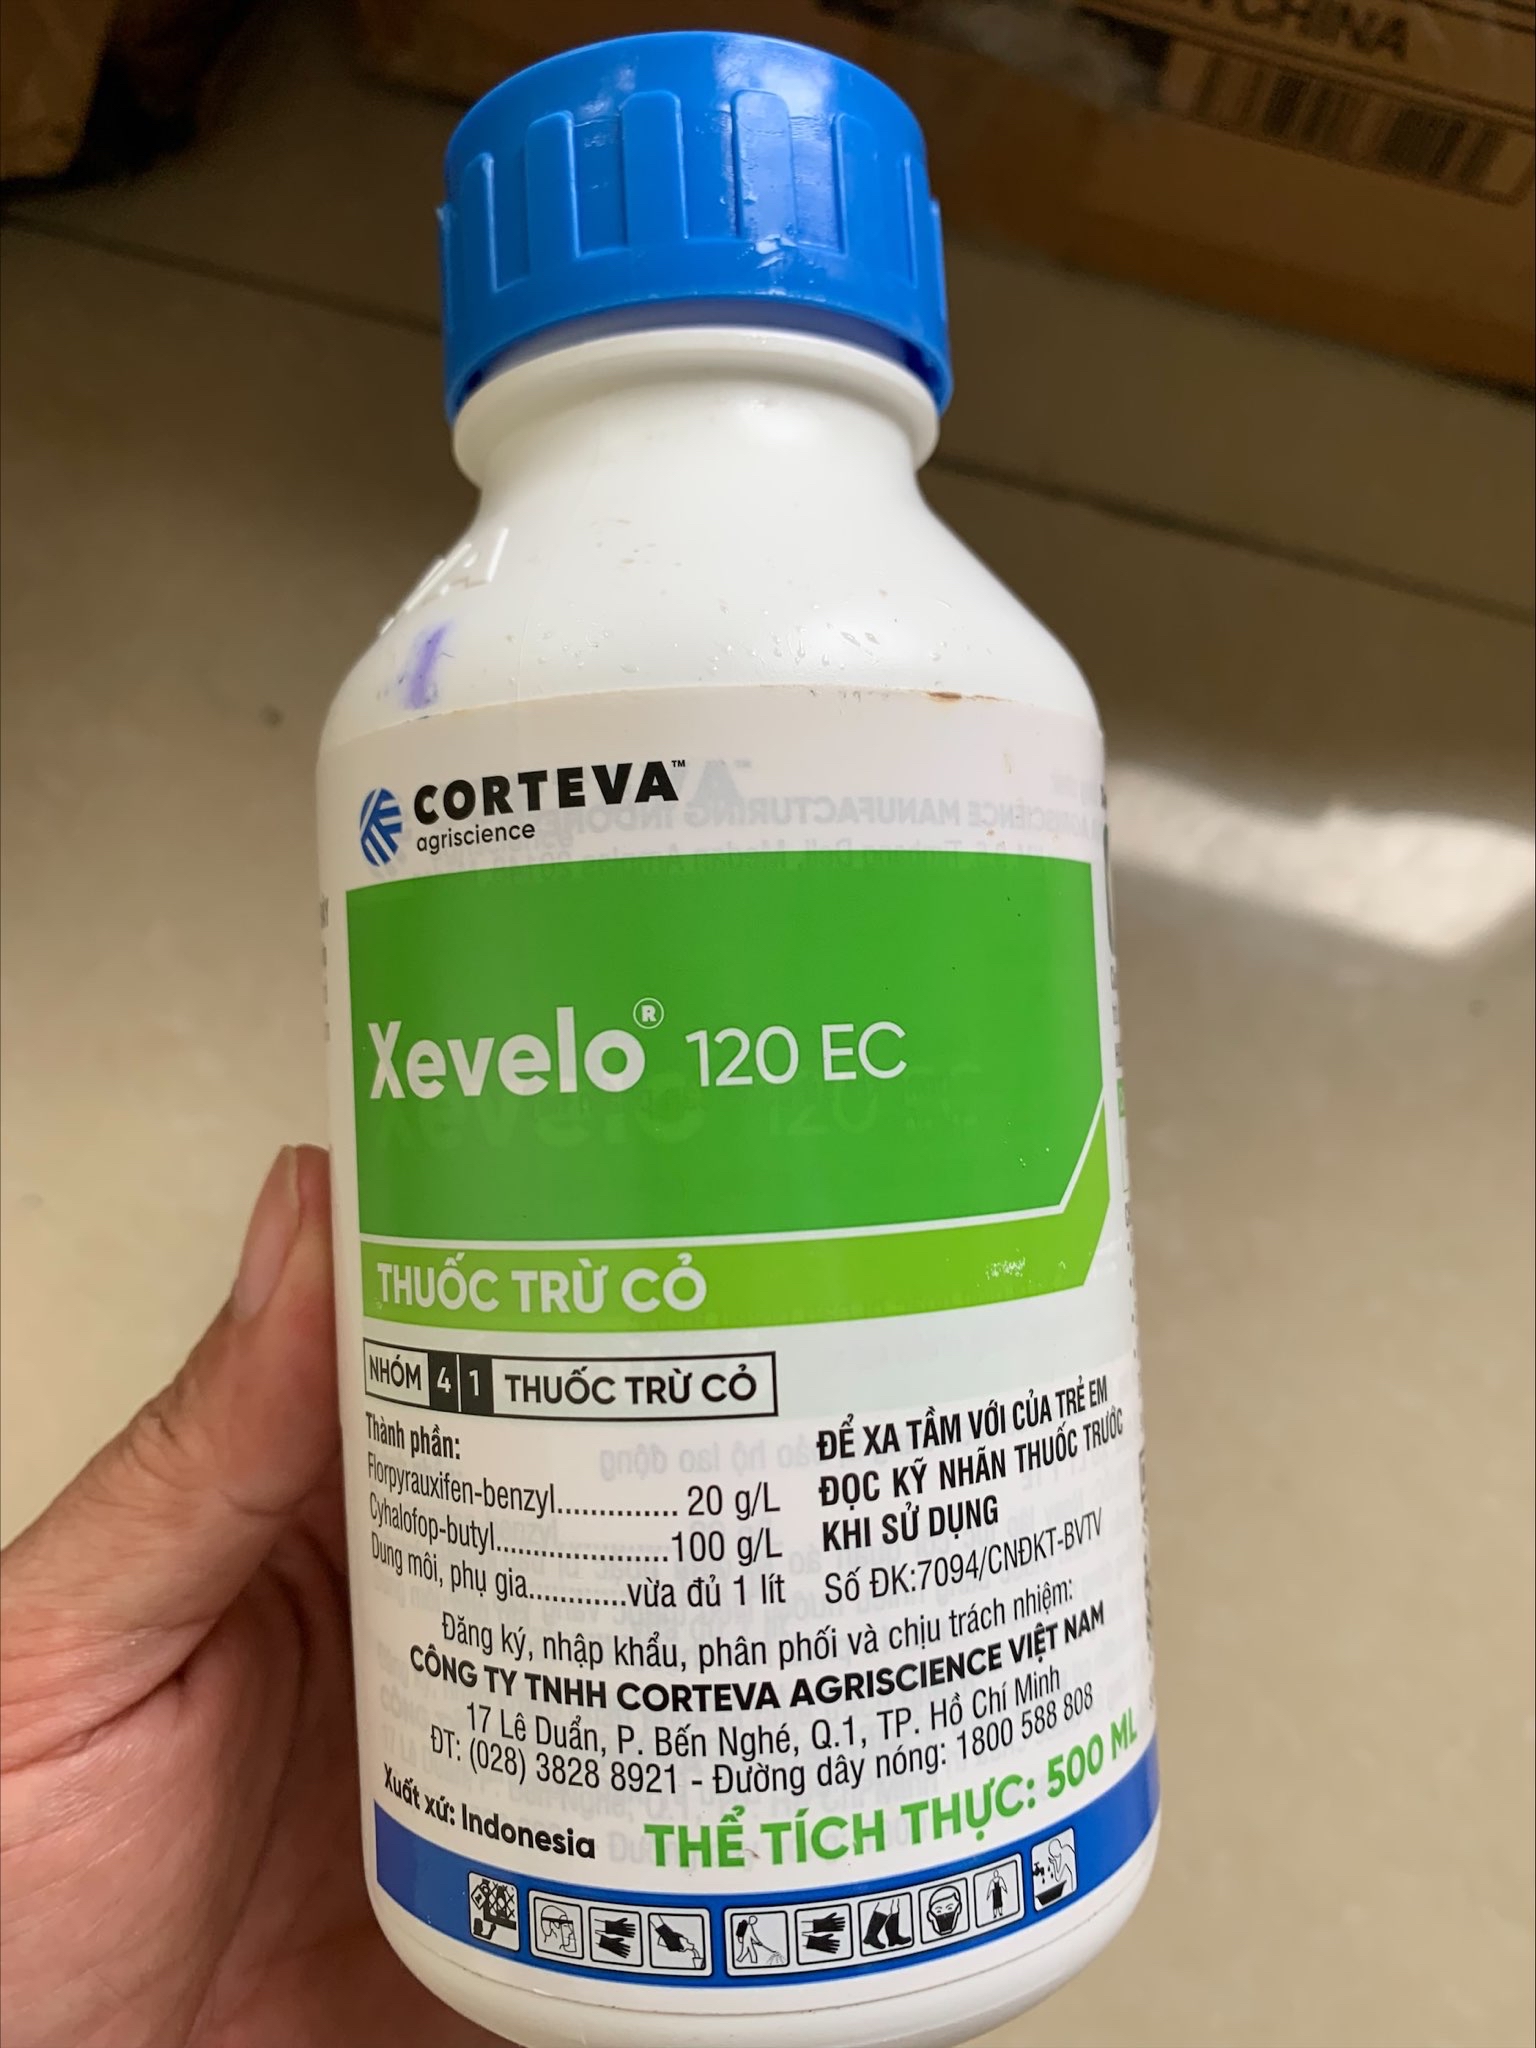 N CHINA
CORTEVA™
agriscience
Xevelo® 120 EC
THUỐC TRỪ CỎ
NHÓM 4 1 THUỐC TRỪ CỎ
Thành phần:
Florpyrauxifen-benzyl.............. 20 g/L
Cyhalofop-butyl.....................100 g/L
Dung môi, phụ gia............vừa đủ 1 lít
ĐỂ XA TẦM VỚI CỦA TRẺ EM
ĐỌC KỸ NHÃN THUỐC TRƯỚC
KHI SỬ DỤNG
Số ĐK:7094/CNĐKT-BVTV
Đăng ký, nhập khẩu, phân phối và chịu trách nhiệm:
CÔNG TY TNHH CORTEVA AGRISCIENCE VIỆT NAM
17 Lê Duẩn, P. Bến Nghé, Q.1, TP. Hồ Chí Minh
ĐT: (028) 3828 8921 - Đường dây nóng: 1800 588 808
Xuất xứ: Indonesia
THỂ TÍCH THỰC: 500 ML